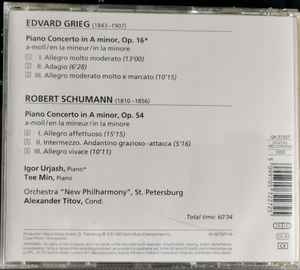 EDVARD GRIEG (1843-1907)
Piano Concerto in A minor, Op. 16*
a-moll/en la mineur/in la minore
I. Allegro molto moderato (13'00)
II. Adagio (6'28)
III. Allegro moderato molto e marcato (10'15)
ROBERT SCHUMANN (1810-1856)
Piano Concerto in A minor, Op. 54
a-moll/en la mineur/in la minore
I. Allegro affettuoso (15'15)
II. Intermezzo. Andantino grazioso -attacca (5'16)
III. Allegro vivace (10'11)
Igor Urjash, Piano*
Tee Min, Piano
Orchestra "New Philharmony", St. Petersburg
Alexander Titov, Cond.
Total time: 60'34